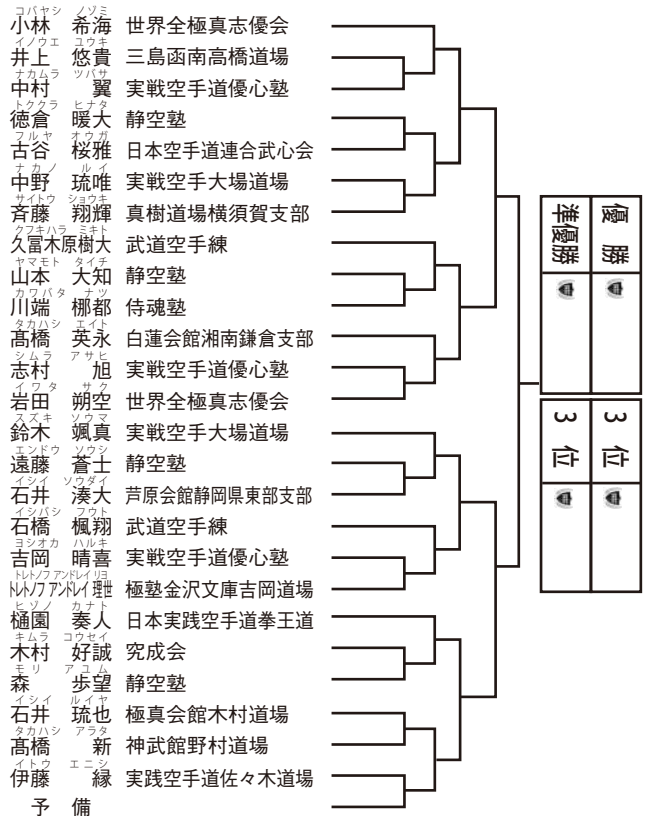 コバヤシ ノゾミ
小林 希海 世界全極真志優会
イノウエ ユウキ
井上 悠貴 三島函南高橋道場
ナカムラ ツバサ
中村 翼 実戦空手道優心塾
トククラ ヒナタ
徳倉 暖大 静空塾
フルヤ オウガ
古谷 桜雅 日本空手道連合武心会
ナカノ ルイ
中野 琉唯 実戦空手大場道場
サイトウ ショウキ
斉藤 翔輝 真樹道場横須賀支部
クフキハラ ミキト
久冨木原樹大 武道空手練
ヤマモト タイチ
山本 大知 静空塾
カワバタ ナツ
川端 梛都 侍魂塾
タカハシ エイト
髙橋 英永 白蓮会館湘南鎌倉支部
シムラ アサヒ
志村 旭 実戦空手道優心塾
イワタ サク
岩田 朔空 世界全極真志優会
スズキ ソウマ
鈴木 颯真 実戦空手大場道場
エンドウ ソウシ
遠藤 蒼士 静空塾
イシイ ソウダイ
石井 湊大 芦原会館静岡県東部支部
イシバシ フウト
石橋 楓翔 武道空手練
ヨシオカ ハルキ
吉岡 晴喜 実戦空手道優心塾
トレトノフ アンドレイ リヨ
トレトノフ アンドレイ 理世 極塾金沢文庫吉岡道場
ヒゾノ カナト
樋園 奏人 日本実践空手道拳王道
キムラ コウセイ
木村 好誠 究成会
モリ アユム
森 歩望 静空塾
イシイ ルイヤ
石井 琉也 極真会館木村道場
タカハシ アラタ
髙橋 新 神武館野村道場
イトウ エニシ
伊藤 縁 実践空手道佐々木道場
予備
優勝
準優勝
3位
3位